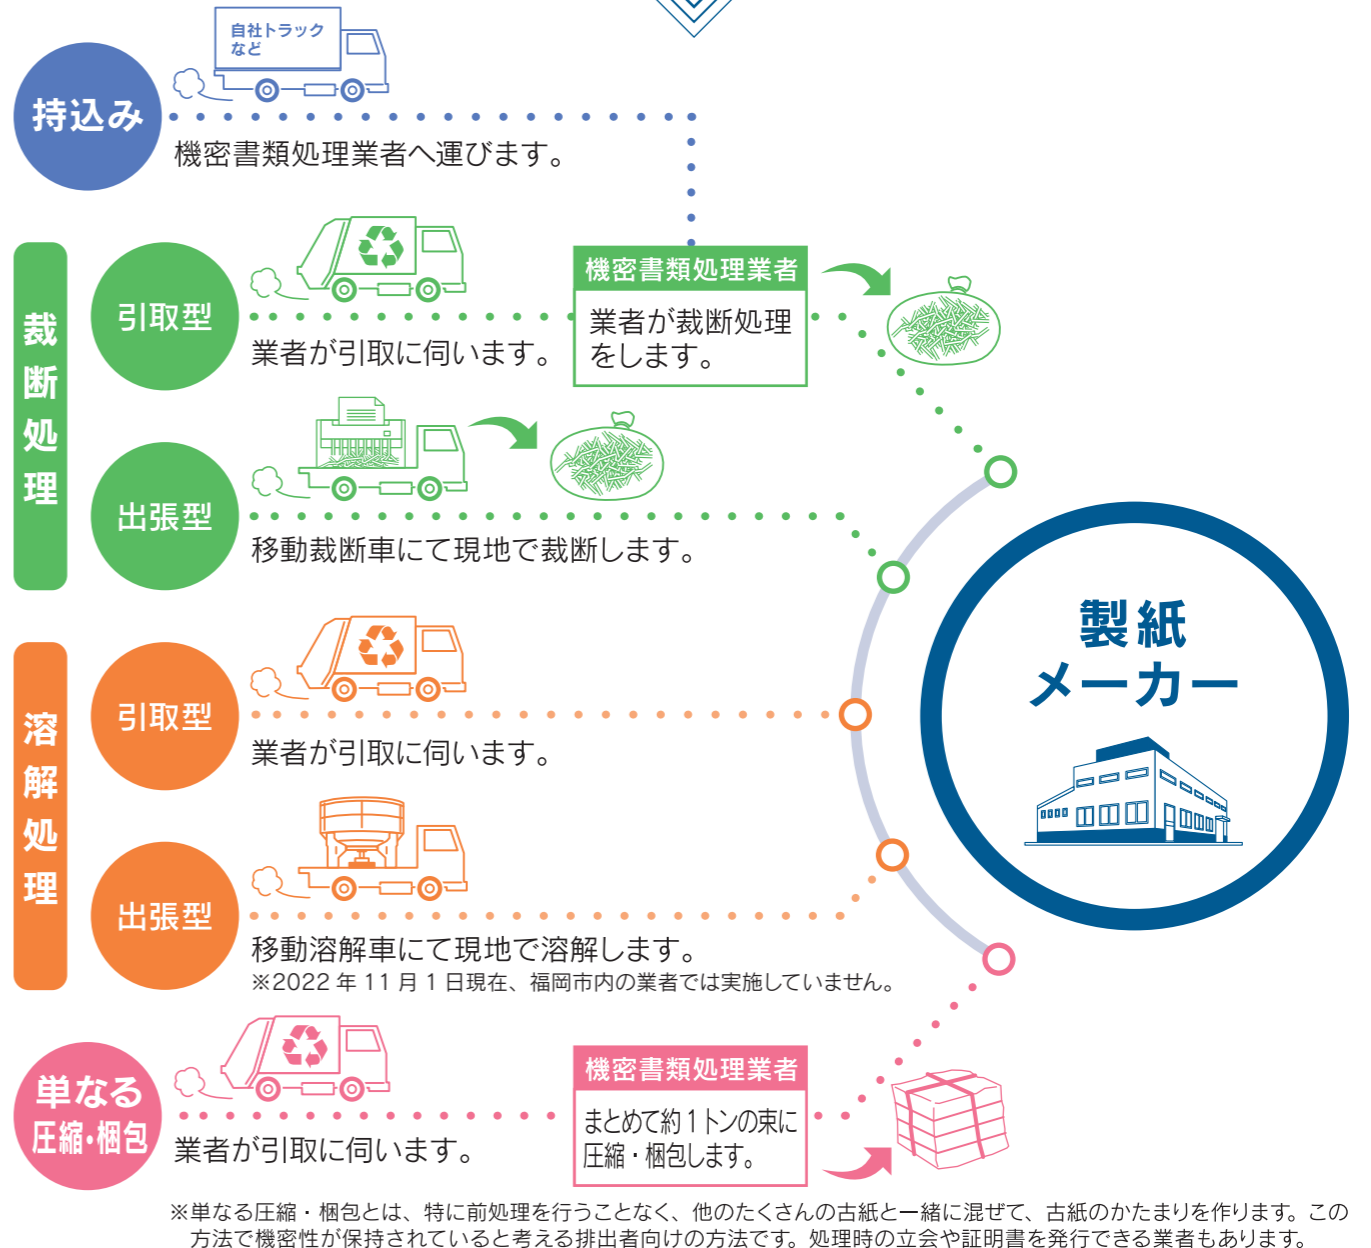 自社トラック
など
持込み
機密書類処理業者へ運びます。
裁断処理
引取型
業者が引取に伺います。
機密書類処理業者
業者が裁断処理
をします。
出張型
移動裁断車にて現地で裁断します。
製紙
メーカー
溶解処理
引取型
業者が引取に伺います。
出張型
移動溶解車にて現地で溶解します。
※2022年11月1日現在、福岡市内の業者では実施していません。
単なる
圧縮・梱包
業者が引取に伺います。
機密書類処理業者
まとめて約1トンの束に
圧縮・梱包します。
※単なる圧縮・梱包とは、特に前処理を行うことなく、他のたくさんの古紙と一緒に混ぜて、古紙のかたまりを作ります。この
方法で機密性が保持されていると考える排出者向けの方法です。処理時の立会や証明書を発行できる業者もあります。